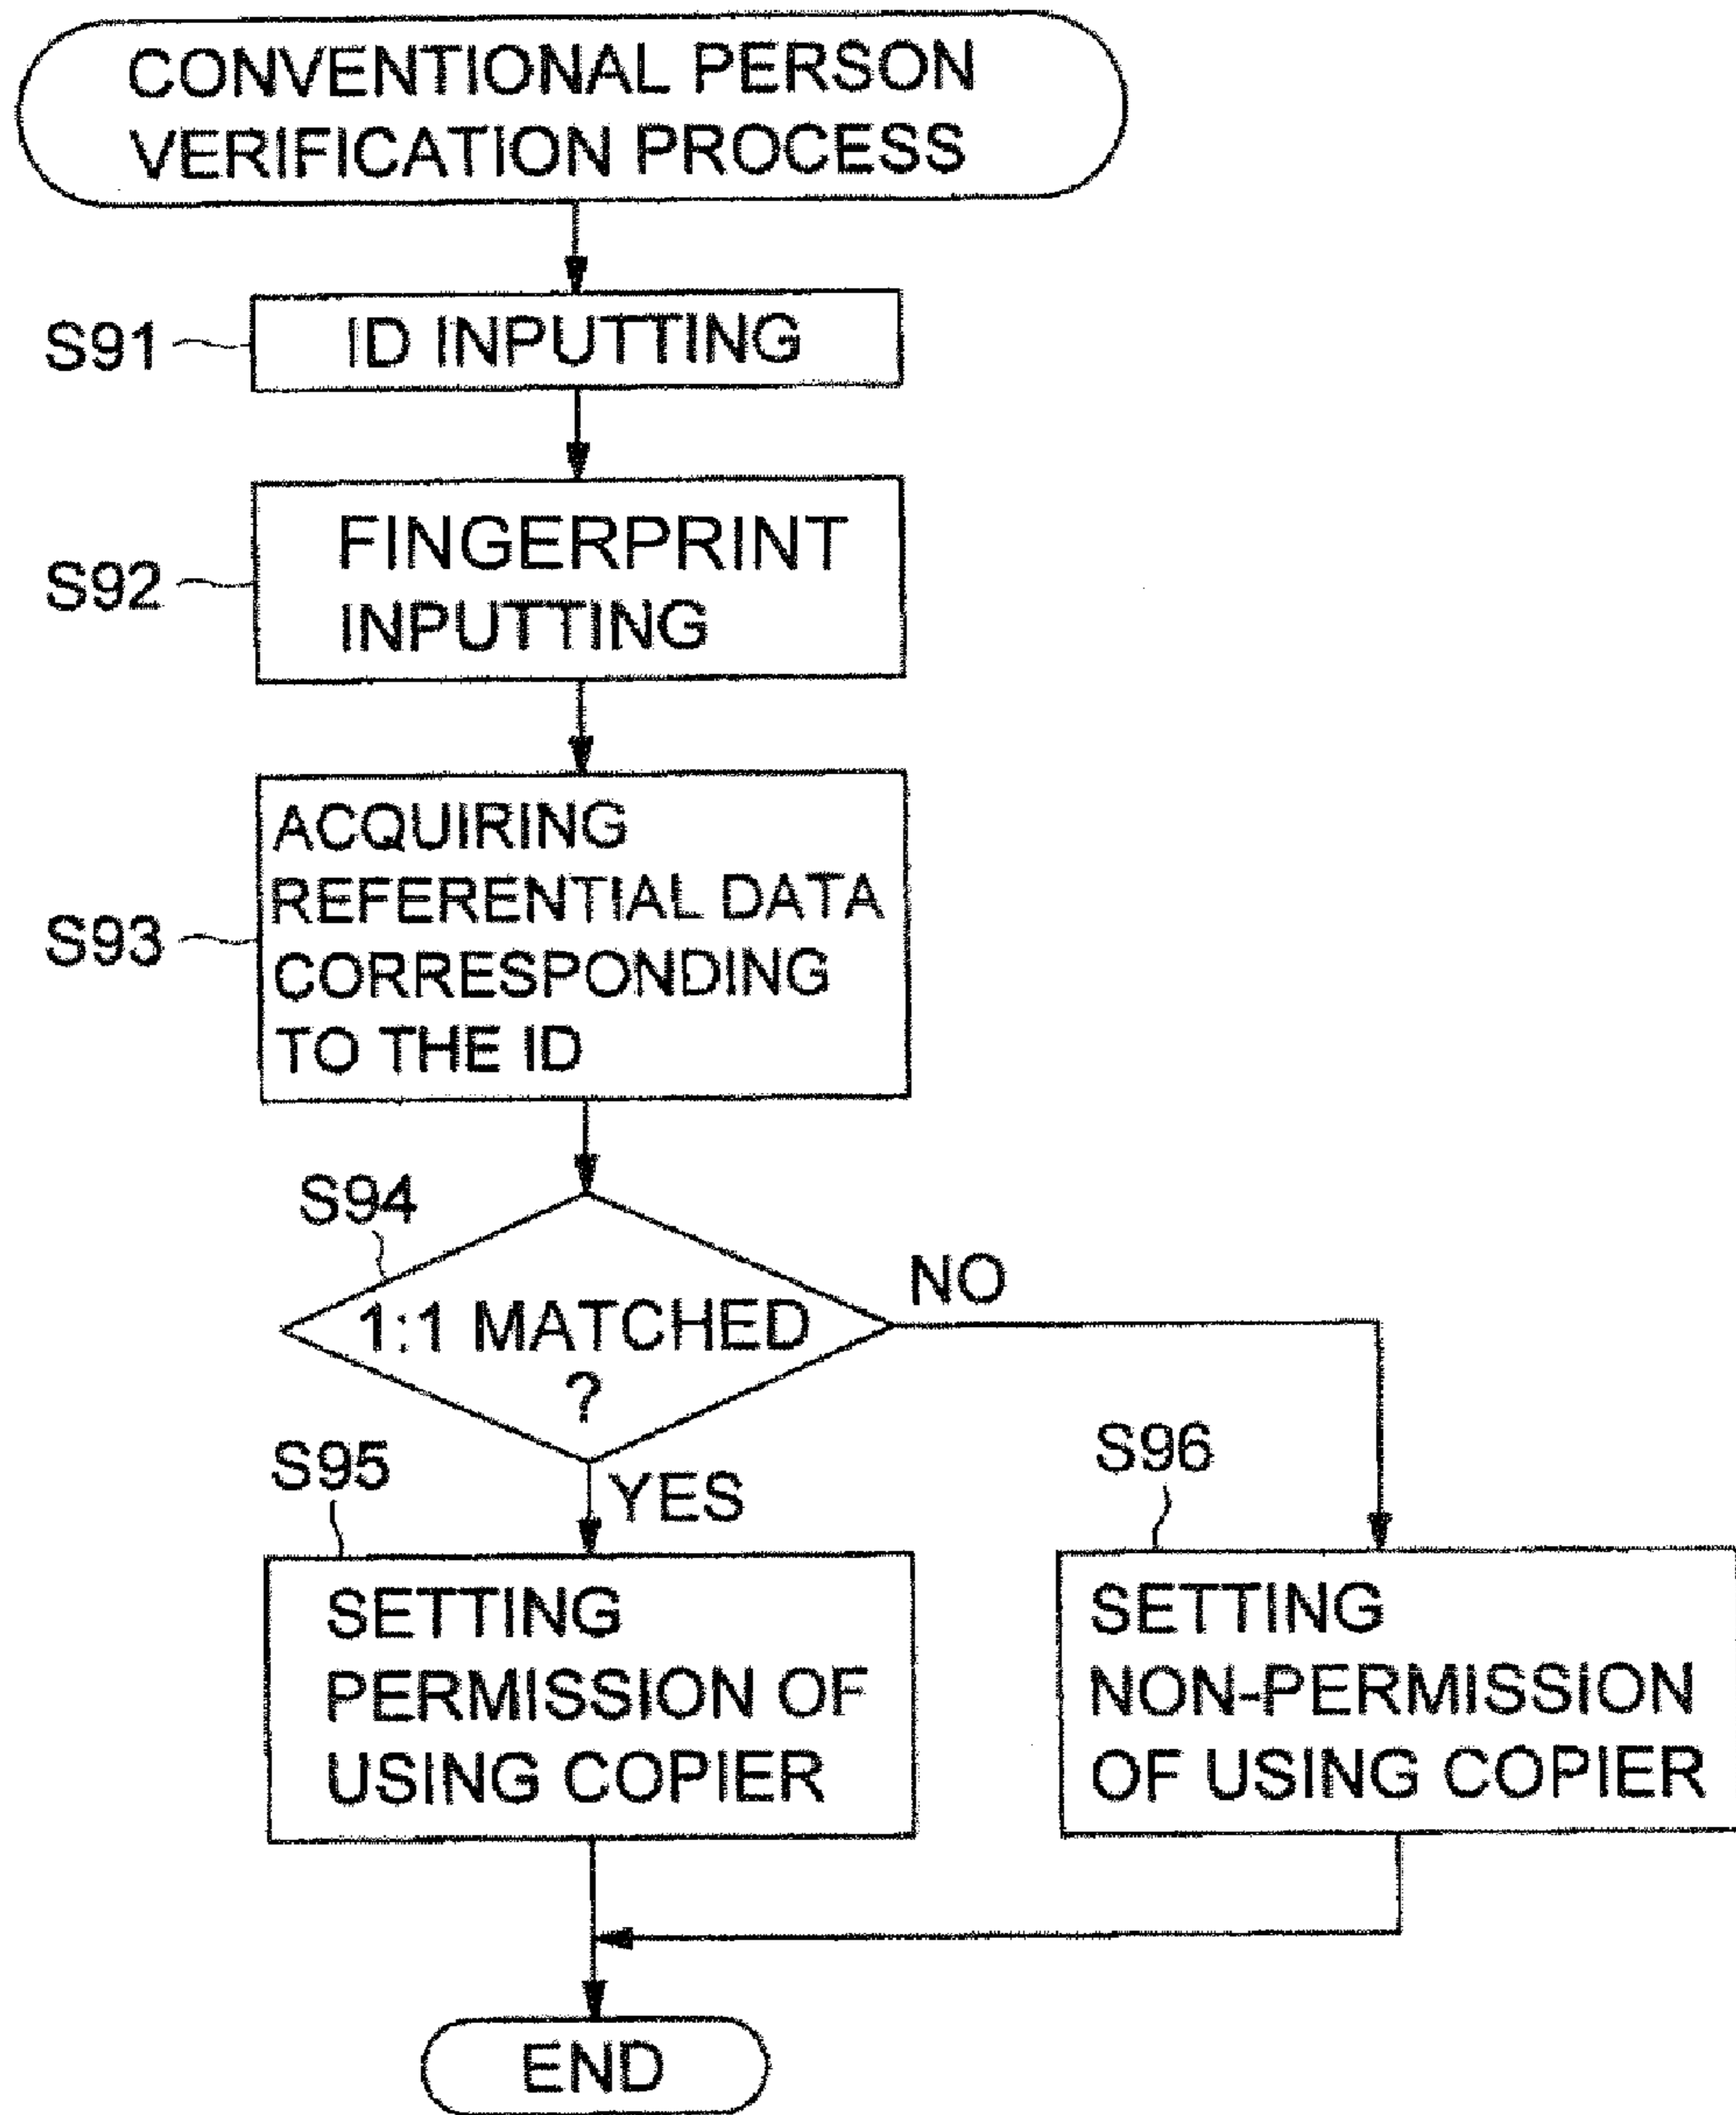 CONVENTIONAL PERSON
VERIFICATION PROCESS
S91
ID INPUTTING
S92
FINGERPRINT
INPUTTING
S93
ACQUIRING
REFERENTIAL DATA
CORRESPONDING
TO THE ID
S94
1:1 MATCHED
?
NO
YES
S95
SETTING
PERMISSION OF
USING COPIER
S96
SETTING
NON-PERMISSION
OF USING COPIER
END